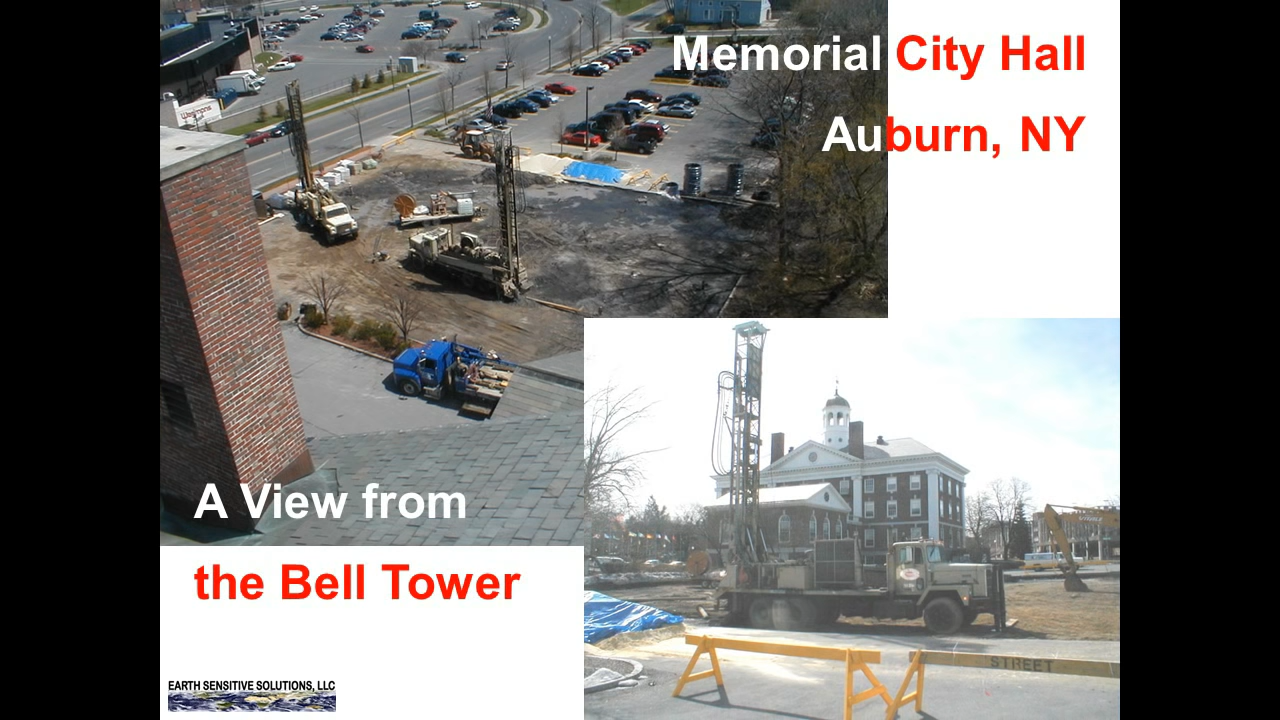 Memorial City Hall
Auburn, NY
A View from
the Bell Tower
STREET
EARTH SENSITIVE SOLUTIONS, LLC